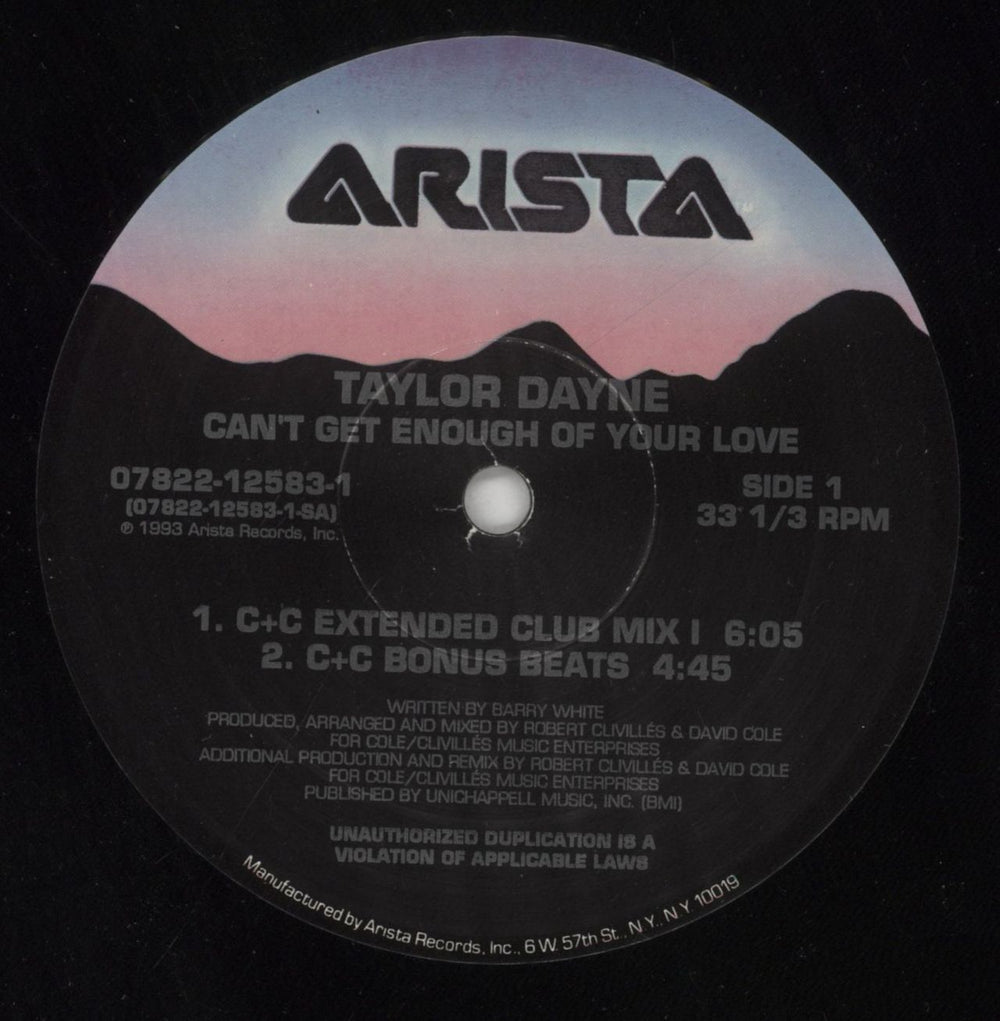 ARISTA
TM
TAYLOR DAYNE
CAN'T GET ENOUGH OF YOUR LOVE
07822-12583-1
(07822-12583-1-SA)
℗ 1993 Arista Records, Inc.
SIDE 1
33 1/3 RPM
1. C+C EXTENDED CLUB MIX I 6:05
2. C+C BONUS BEATS 4:45
WRITTEN BY BARRY WHITE
PRODUCED, ARRANGED AND MIXED BY ROBERT CLIVILLÉS & DAVID COLE
FOR COLE/CLIVILLÉS MUSIC ENTERPRISES
ADDITIONAL PRODUCTION AND REMIX BY ROBERT CLIVILLÉS & DAVID COLE
FOR COLE/CLIVILLÉS MUSIC ENTERPRISES
PUBLISHED BY UNICHAPPELL MUSIC, INC. (BMI)
UNAUTHORIZED DUPLICATION IS A
VIOLATION OF APPLICABLE LAWS
Manufactured by Arista Records, Inc., 6 W. 57th St., N.Y., N.Y. 10019